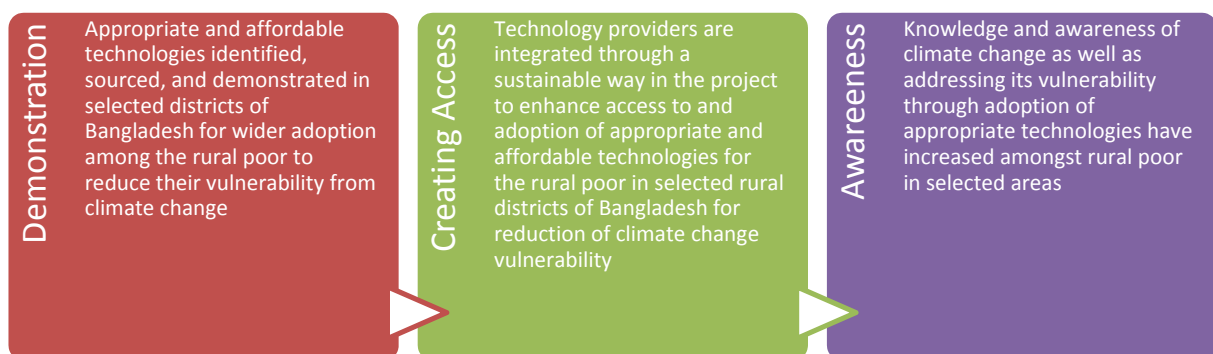 Demonstration
Appropriate and affordable
technologies identified,
sourced, and demonstrated in
selected districts of
Bangladesh for wider adoption
among the rural poor to
reduce their vulnerability from
climate change
Creating Access
Technology providers are
integrated through a
sustainable way in the project
to enhance access to and
adoption of appropriate and
affordable technologies for
the rural poor in selected rural
districts of Bangladesh for
reduction of climate change
vulnerability
Awareeness
Knowledge and awareness of
climate change as well as
addressing its vulnerability
through adoption of
appropriate technologies have
increased amongst rural poor
in selected areas